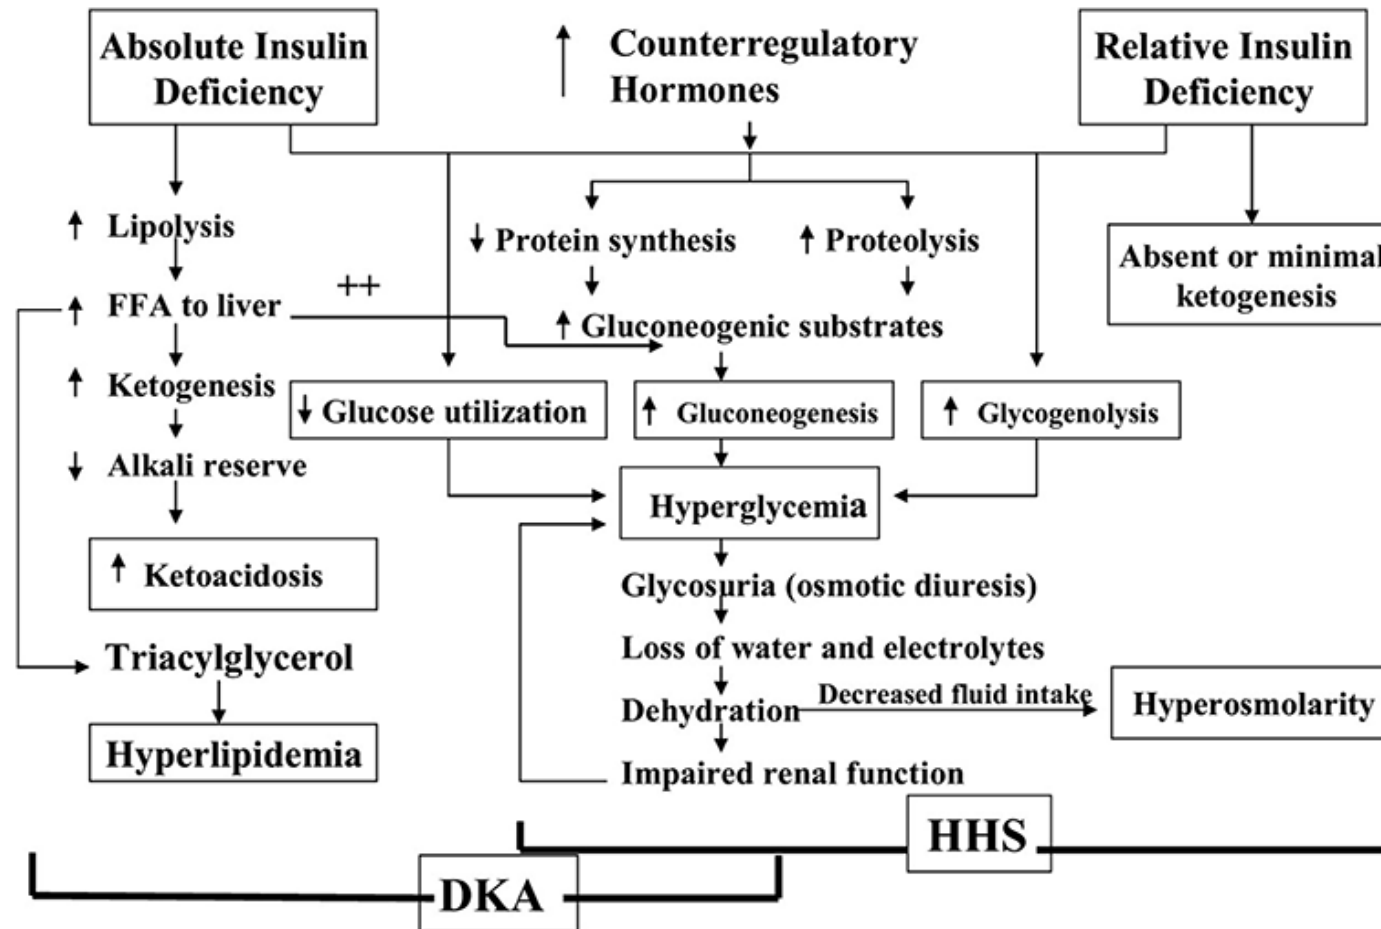 Absolute Insulin
Deficiency
↑ Counterregulatory
Hormones
Relative Insulin
Deficiency
↑ Lipolysis
↑ FFA to liver
++
↑ Ketogenesis
↓ Alkali reserve
↑ Ketoacidosis
Triacylglycerol
Hyperlipidemia
↓ Protein synthesis
↑ Proteolysis
↑ Gluconeogenic substrates
↓ Glucose utilization
↑ Gluconeogenesis
↑ Glycogenolysis
Absent or minimal
ketogenesis
Hyperglycemia
Glycosuria (osmotic diuresis)
Loss of water and electrolytes
Dehydration
Decreased fluid intake
Hyperosmolarity
Impaired renal function
HHS
DKA